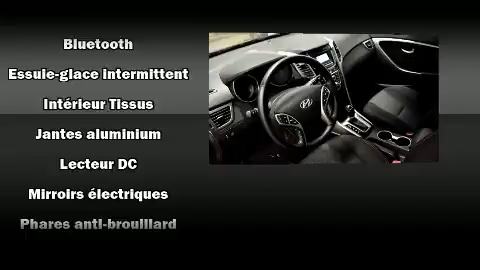 Bluetooth
Essuie-glace intermittent
Intérieur Tissus
Jantes aluminium
Lecteur DC
Mirroirs électriques
Phares anti-brouillard